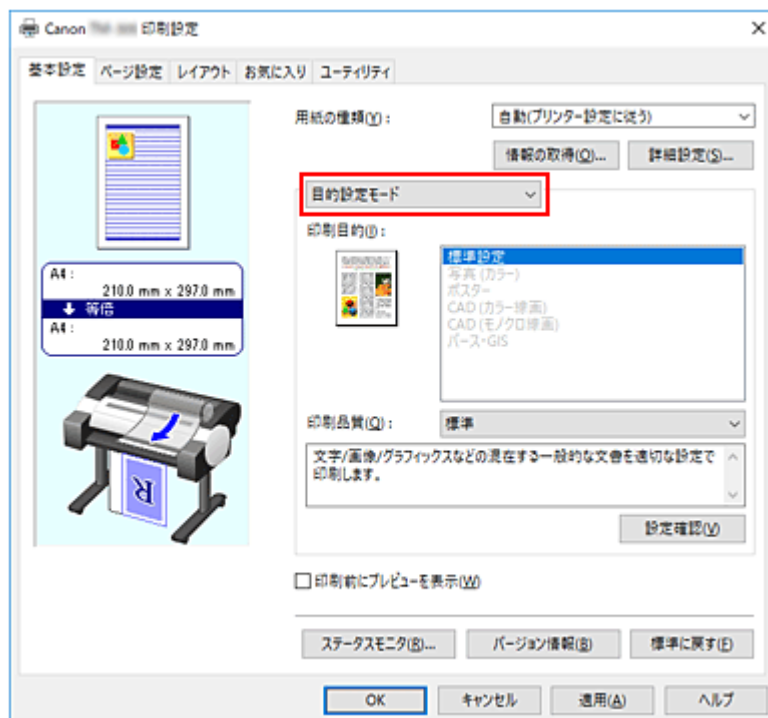 Canon 印刷設定
基本設定 ページ設定 レイアウト お気に入り ユーティリティ
用紙の種類(Y): 自動(プリンター設定に従う)
情報の取得(O)... 詳細設定(S)...
目的設定モード
印刷目的(I):
標準設定
写真 (カラー)
ポスター
CAD (カラー線画)
CAD (モノクロ線画)
パース・GIS
A4 :
210.0 mm x 297.0 mm
等倍
A4 :
210.0 mm x 297.0 mm
R
印刷品質(Q): 標準
文字/画像/グラフィックスなどの混在する一般的な文書を適切な設定で
印刷します。
設定確認(V)
印刷前にプレビューを表示(W)
ステータスモニタ(R)... バージョン情報(B) 標準に戻す(F)
OK キャンセル 適用(A) ヘルプ